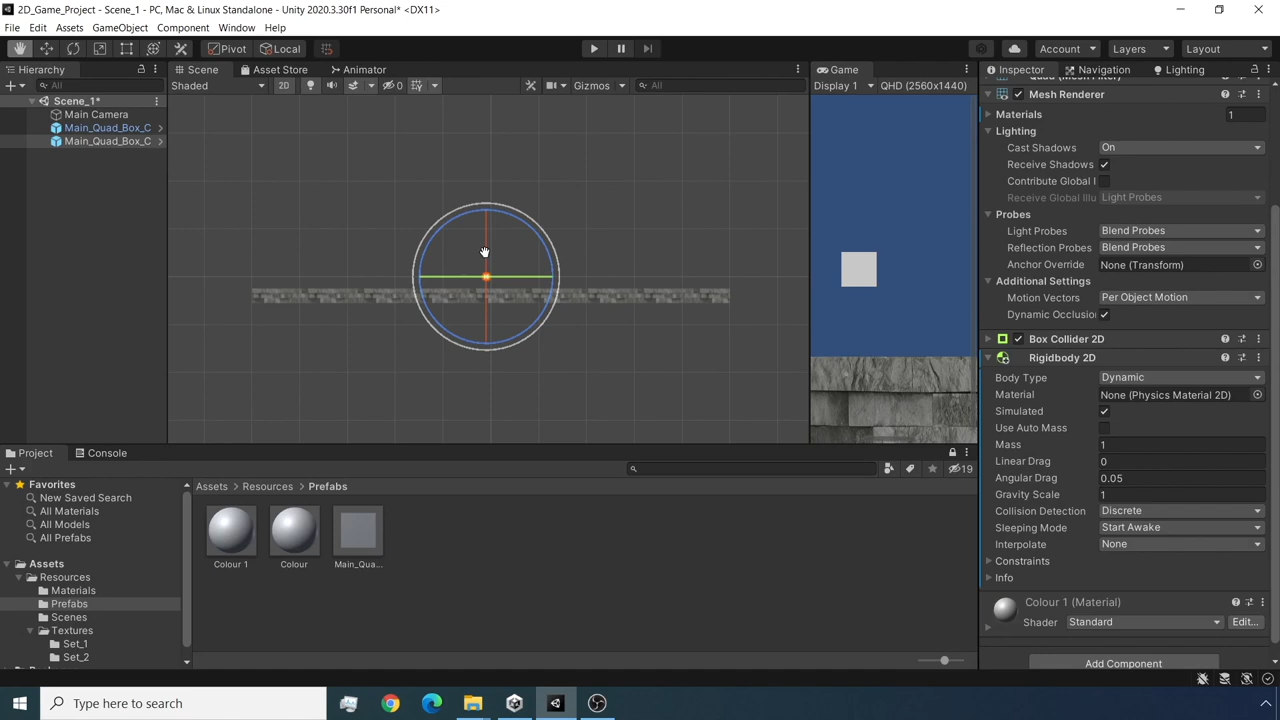 2D_Game_Project - Scene_1 - PC, Mac & Linux Standalone - Unity 2020.3.30f1 Personal* <DX11>
File Edit Assets GameObject Component Window Help
Pivot Local Account Layers Layout
Hierarchy Scene Asset Store Animator Game Inspector Navigation Lighting
All Shaded 2D 0 Gizmos All Display 1 QHD (2560x1440)
Scene_1*
Main Camera
Main_Quad_Box_C
Main_Quad_Box_C
Mesh Renderer
Materials 1
Lighting
Cast Shadows On
Receive Shadows
Contribute Global I
Light Probes
Probes
Light Probes Blend Probes
Reflection Probes Blend Probes
Anchor Override None (Transform)
Additional Settings
Motion Vectors Per Object Motion
Dynamic Occlusio
Box Collider 2D
Rigidbody 2D
Body Type Dynamic
Material None (Physics Material 2D)
Simulated
Use Auto Mass
Mass 1
Linear Drag 0
Angular Drag 0.05
Gravity Scale 1
Collision Detection Discrete
Sleeping Mode Start Awake
Interpolate None
Constraints
Info
Colour 1 (Material)
Shader Standard Edit...
Add Component
Project Console
19
Favorites
New Saved Search
All Materials
All Models
All Prefabs
Assets
Resources
Materials
Prefabs
Scenes
Textures
Set_1
Set_2
Assets > Resources > Prefabs
Colour 1 Colour Main_Qua...
Type here to search